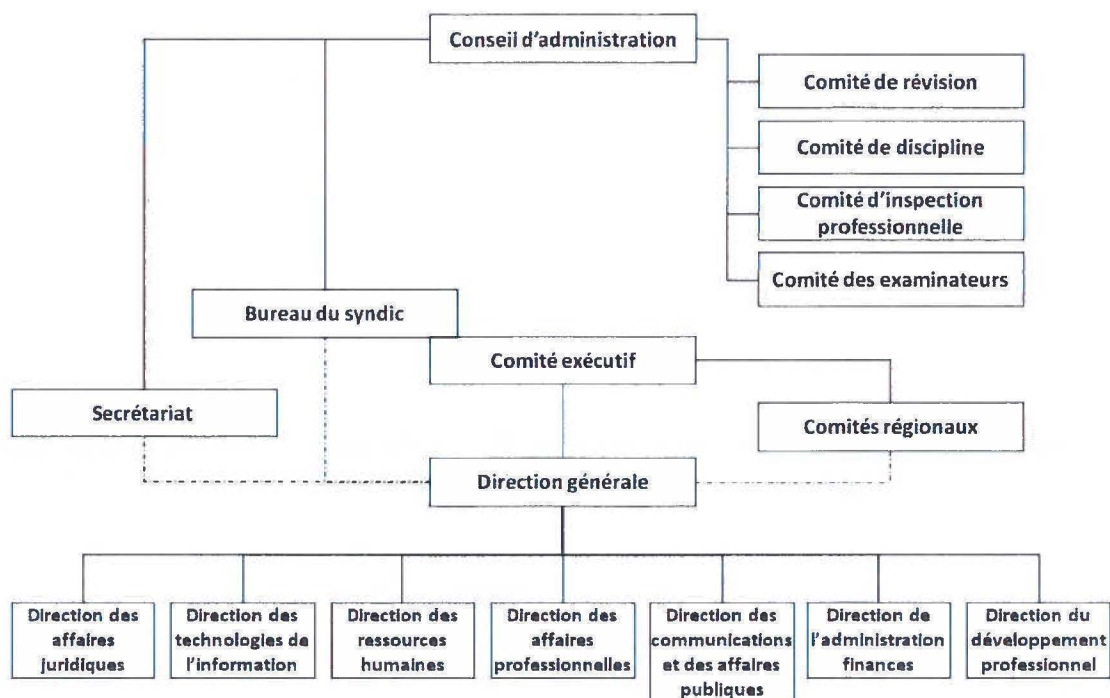 Conseil d'administration
Comité de révision
Comité de discipline
Comité d'inspection
professionnelle
Comité des examinateurs
Bureau du syndic
Comité exécutif
Secrétariat
Comités régionaux
Direction générale
Direction des
affaires
juridiques
Direction des
technologies de
l'information
Direction des
ressources
humaines
Direction des
affaires
professionnelles
Direction des
communications
et des affaires
publiques
Direction de
l'administration
finances
Direction du
développement
professionnel